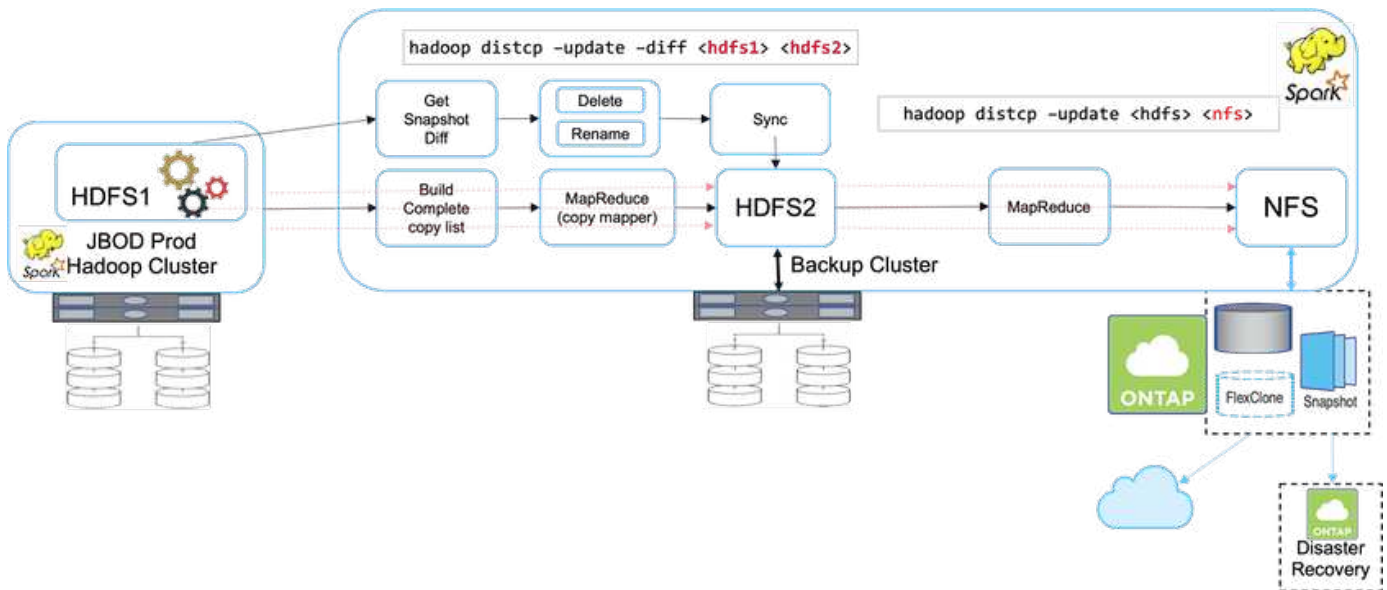 hadoop distcp -update -diff <hdfs1> <hdfs2>
Spark
hadoop distcp -update <hdfs> <nfs>
Get
Snapshot
Diff
Delete
Rename
Sync
HDFS1
JBOD Prod
Hadoop Cluster
Spark
Build
Complete
copy list
MapReduce
(copy mapper)
HDFS2
MapReduce
NFS
Backup Cluster
ONTAP
FlexClone
Snapshot
ONTAP
Disaster
Recovery